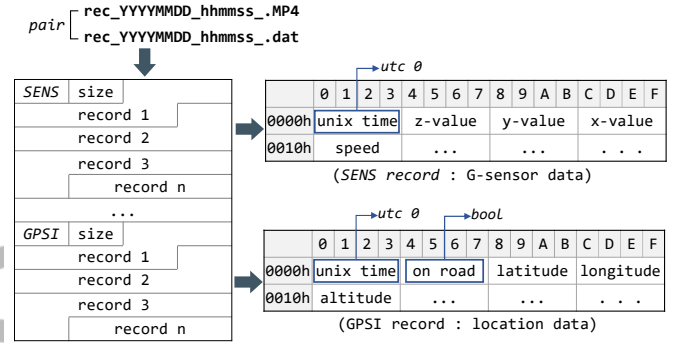 pair
rec_YYYYMMDD_hhmmss_.MP4
rec_YYYYMMDD_hhmmss_.dat
SENS size
record 1
record 2
record 3
record n
...
GPSI size
record 1
record 2
record 3
record n
utc 0
0 1 2 3 4 5 6 7 8 9 A B C D E F
0000h unix time z-value y-value x-value
0010h speed ... ... . . .
(SENS record : G-sensor data)
utc 0 bool
0 1 2 3 4 5 6 7 8 9 A B C D E F
0000h unix time on road latitude longitude
0010h altitude ... ... . . .
(GPSI record : location data)